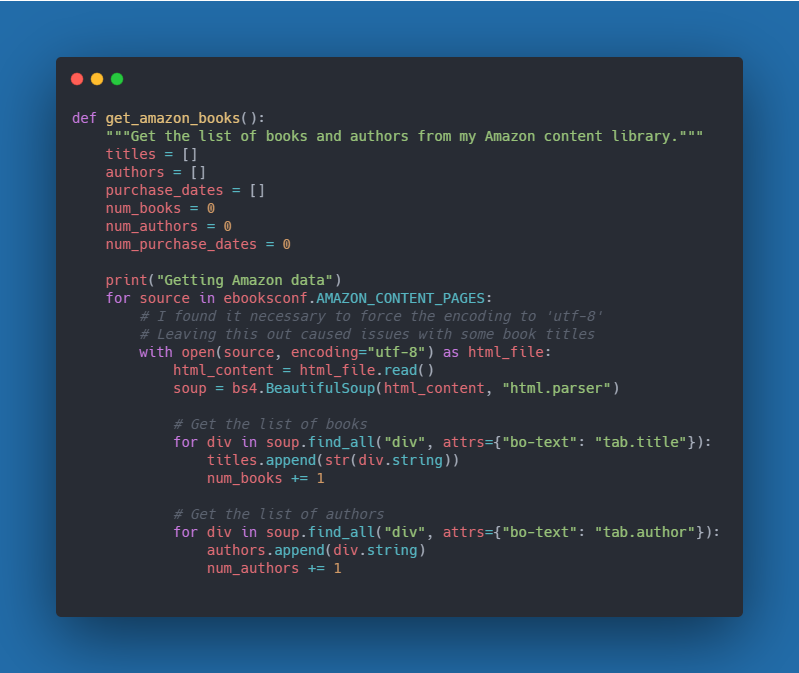 def get_amazon_books():
    """Get the list of books and authors from my Amazon content library."""
    titles = []
    authors = []
    purchase_dates = []
    num_books = 0
    num_authors = 0
    num_purchase_dates = 0

    print("Getting Amazon data")
    for source in ebooksconf.AMAZON_CONTENT_PAGES:
        # I found it necessary to force the encoding to 'utf-8'
        # Leaving this out caused issues with some book titles
        with open(source, encoding="utf-8") as html_file:
            html_content = html_file.read()
            soup = bs4.BeautifulSoup(html_content, "html.parser")

            # Get the list of books
            for div in soup.find_all("div", attrs={"bo-text": "tab.title"}):
                titles.append(str(div.string))
                num_books += 1

            # Get the list of authors
            for div in soup.find_all("div", attrs={"bo-text": "tab.author"}):
                authors.append(div.string)
                num_authors += 1